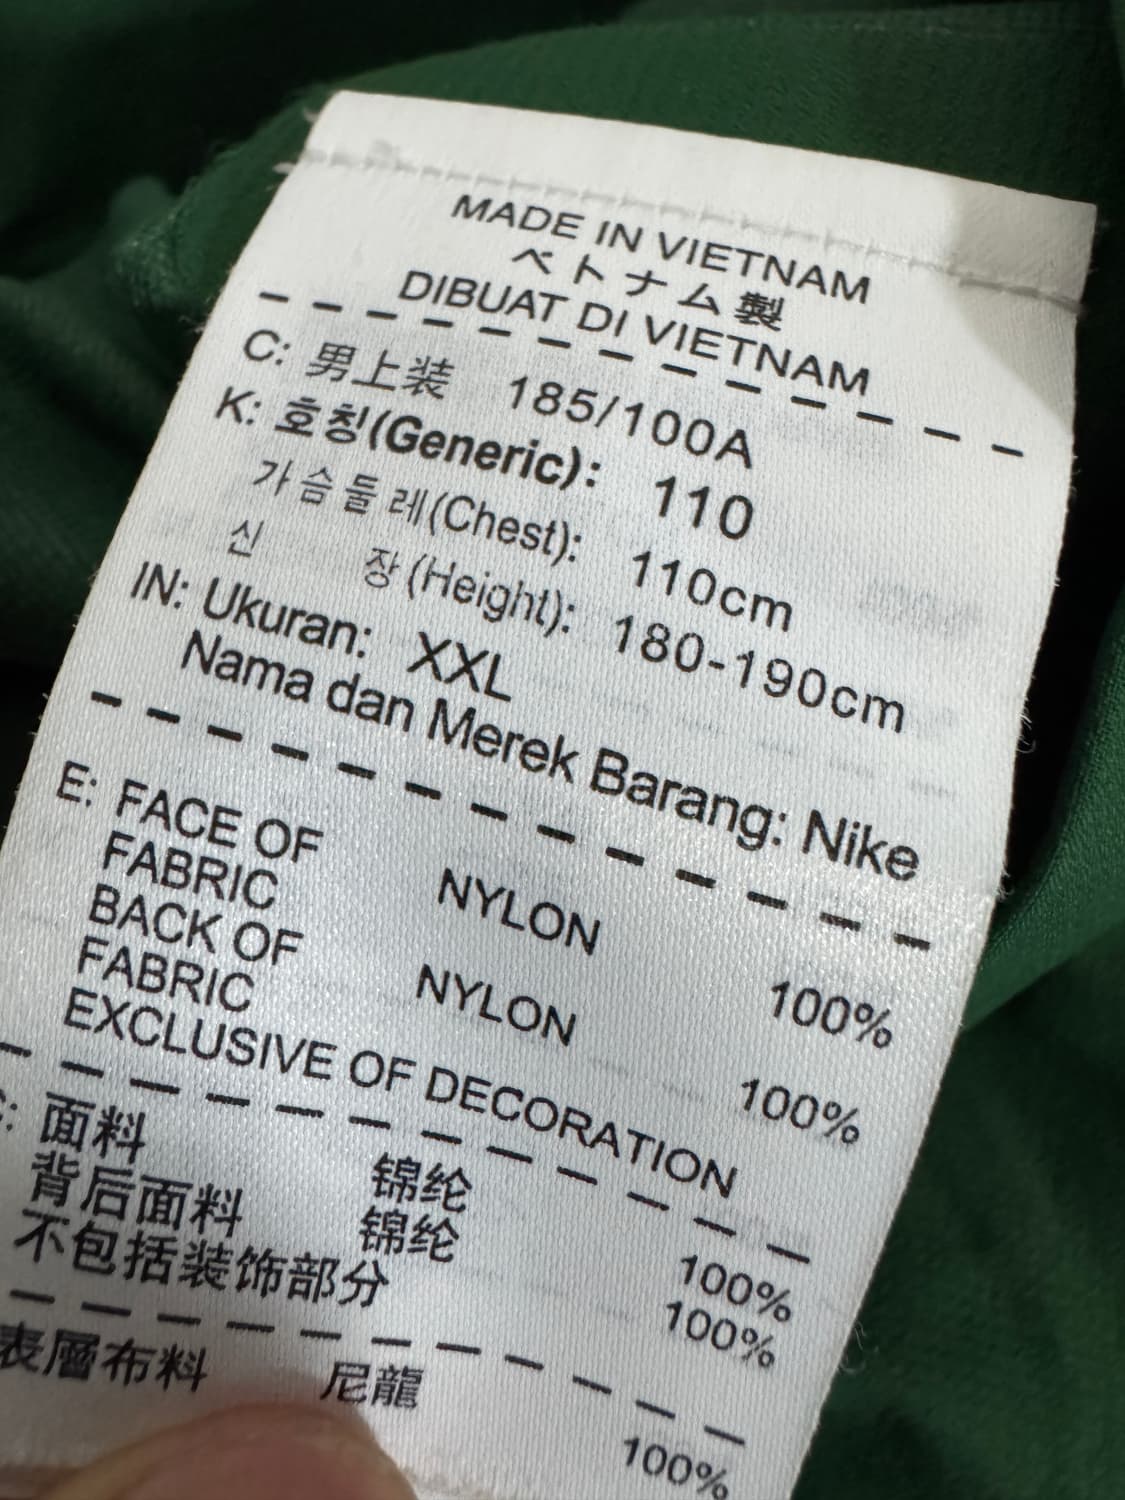 MADE IN VIETNAM
ベトナム製
DIBUAT DI VIETNAM
C: 男上装 185/100A
K: 호칭(Generic): 110
가슴둘레(Chest): 110cm
신 장(Height): 180-190cm
IN: Ukuran: XXL
Nama dan Merek Barang: Nike
E: FACE OF
FABRIC NYLON 100%
BACK OF
FABRIC NYLON 100%
EXCLUSIVE OF DECORATION
面料 锦纶 100%
背后面料 锦纶 100%
不包括装饰部分
表層布料 尼龍 100%